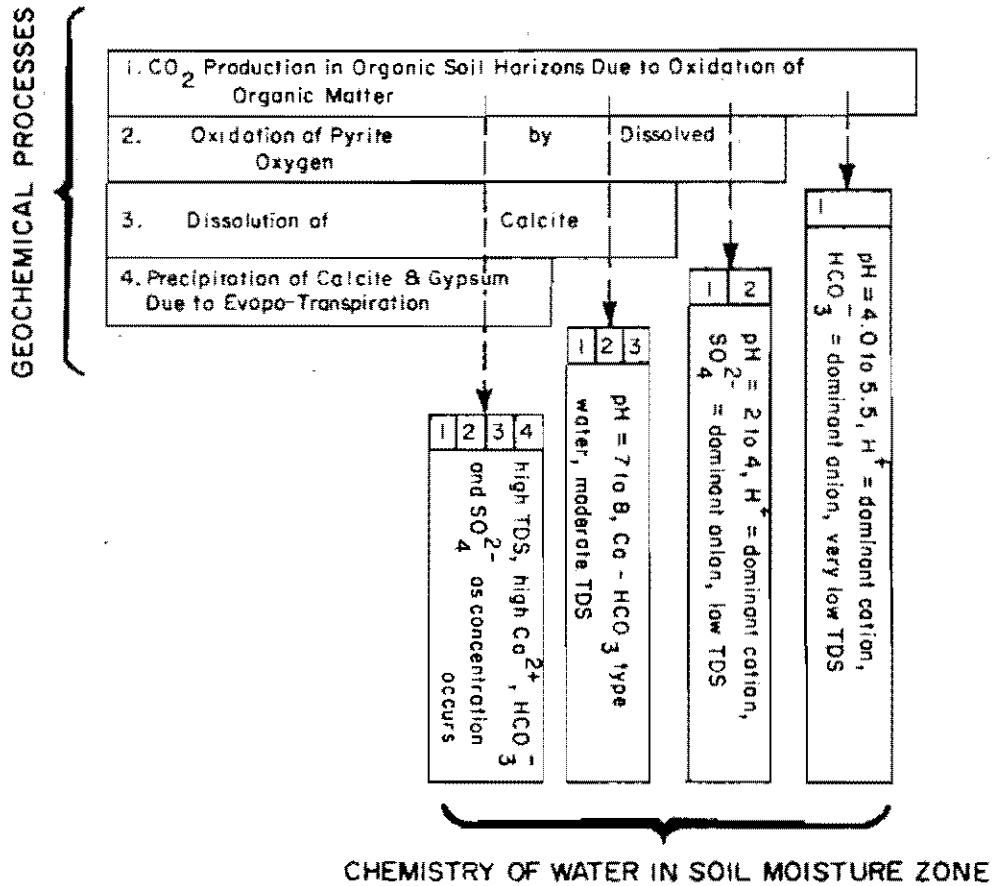 GEOCHEMICAL PROCESSES
1. CO2 Production in Organic Soil Horizons Due to Oxidation of
Organic Matter
2. Oxidation of Pyrite by Dissolved
Oxygen
3. Dissolution of Calcite
4. Precipitation of Calcite & Gypsum
Due to Evapo-Transpiration
1 2 3 4
high TDS, high Ca2+, HCO3-
and SO4 2- as concentration
occurs
1 2 3
pH = 7 to 8, Ca - HCO3 type
water, moderate TDS
1 2
pH = 2 to 4, H+ = dominant cation,
SO4 2- = dominant anion, low TDS
1
pH = 4.0 to 5.5, H+ = dominant cation,
HCO3- = dominant anion, very low TDS
CHEMISTRY OF WATER IN SOIL MOISTURE ZONE